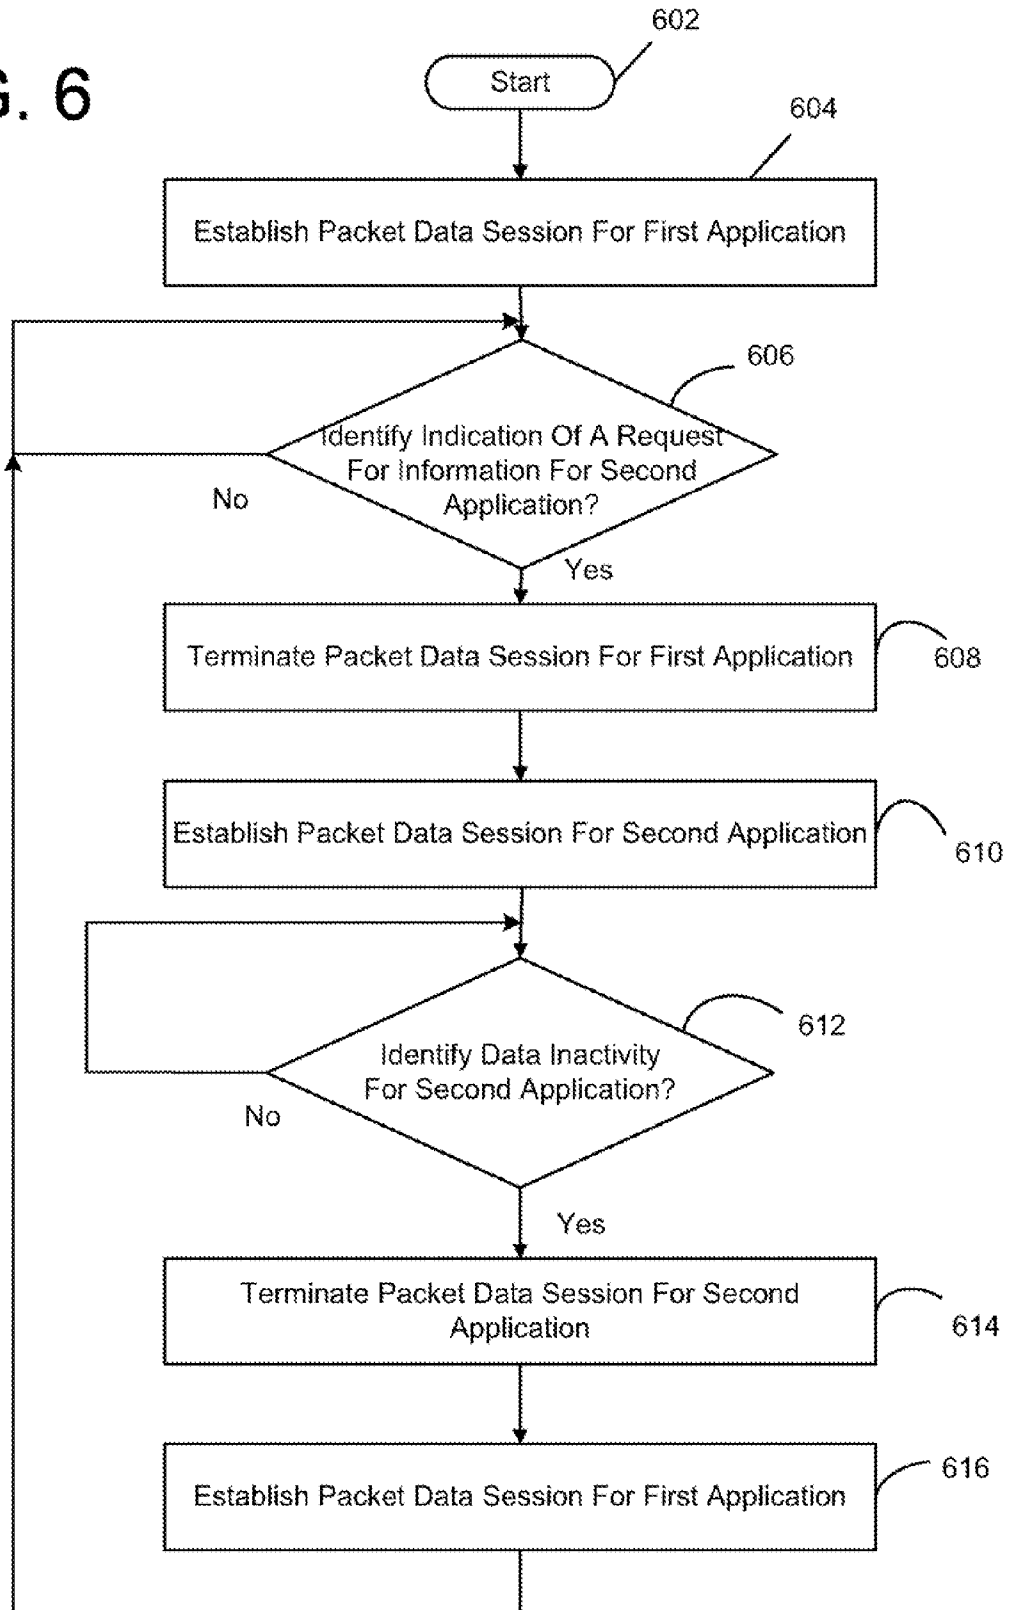 G. 6
602
Start
604
Establish Packet Data Session For First Application
606
Identify Indication Of A Request
For Information For Second
Application?
No
Yes
Terminate Packet Data Session For First Application
608
Establish Packet Data Session For Second Application
610
612
Identify Data Inactivity
For Second Application?
No
Yes
Terminate Packet Data Session For Second
Application
614
616
Establish Packet Data Session For First Application